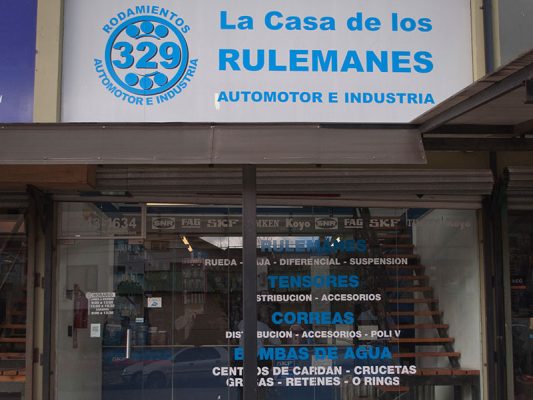 RODAMIENTOS
329
AUTOMOTOR E INDUSTRIA
La Casa de los
RULEMANES
AUTOMOTOR E INDUSTRIA
SNR FAG SKF Koyo SNR FAG SKF Koyo
RULEMANES
RUEDA - - DIFERENCIAL - SUSPENSION
TENSORES
DISTRIBUCION - ACCESORIOS
CORREAS
DISTRIBUCION - ACCESORIOS - POLI V
BOMBAS DE AGUA
CENTROS DE CARDAN - CRUCETAS
GRASAS - RETENES - O RINGS